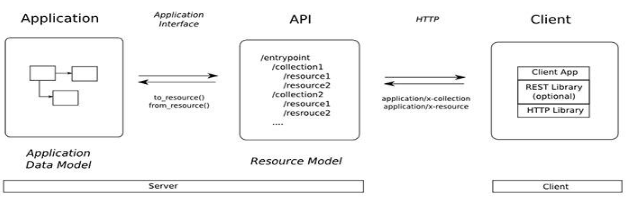 Application
Application
Interface
API
HTTP
Client
to_resource()
from_resource()
/entrypoint
/collection1
/resource1
/resource2
/collection2
/resource1
/resrouce2
....
application/x-collection
application/x-resource
Client App
REST Library
(optional)
HTTP Library
Application
Data Model
Resource Model
Server
Client